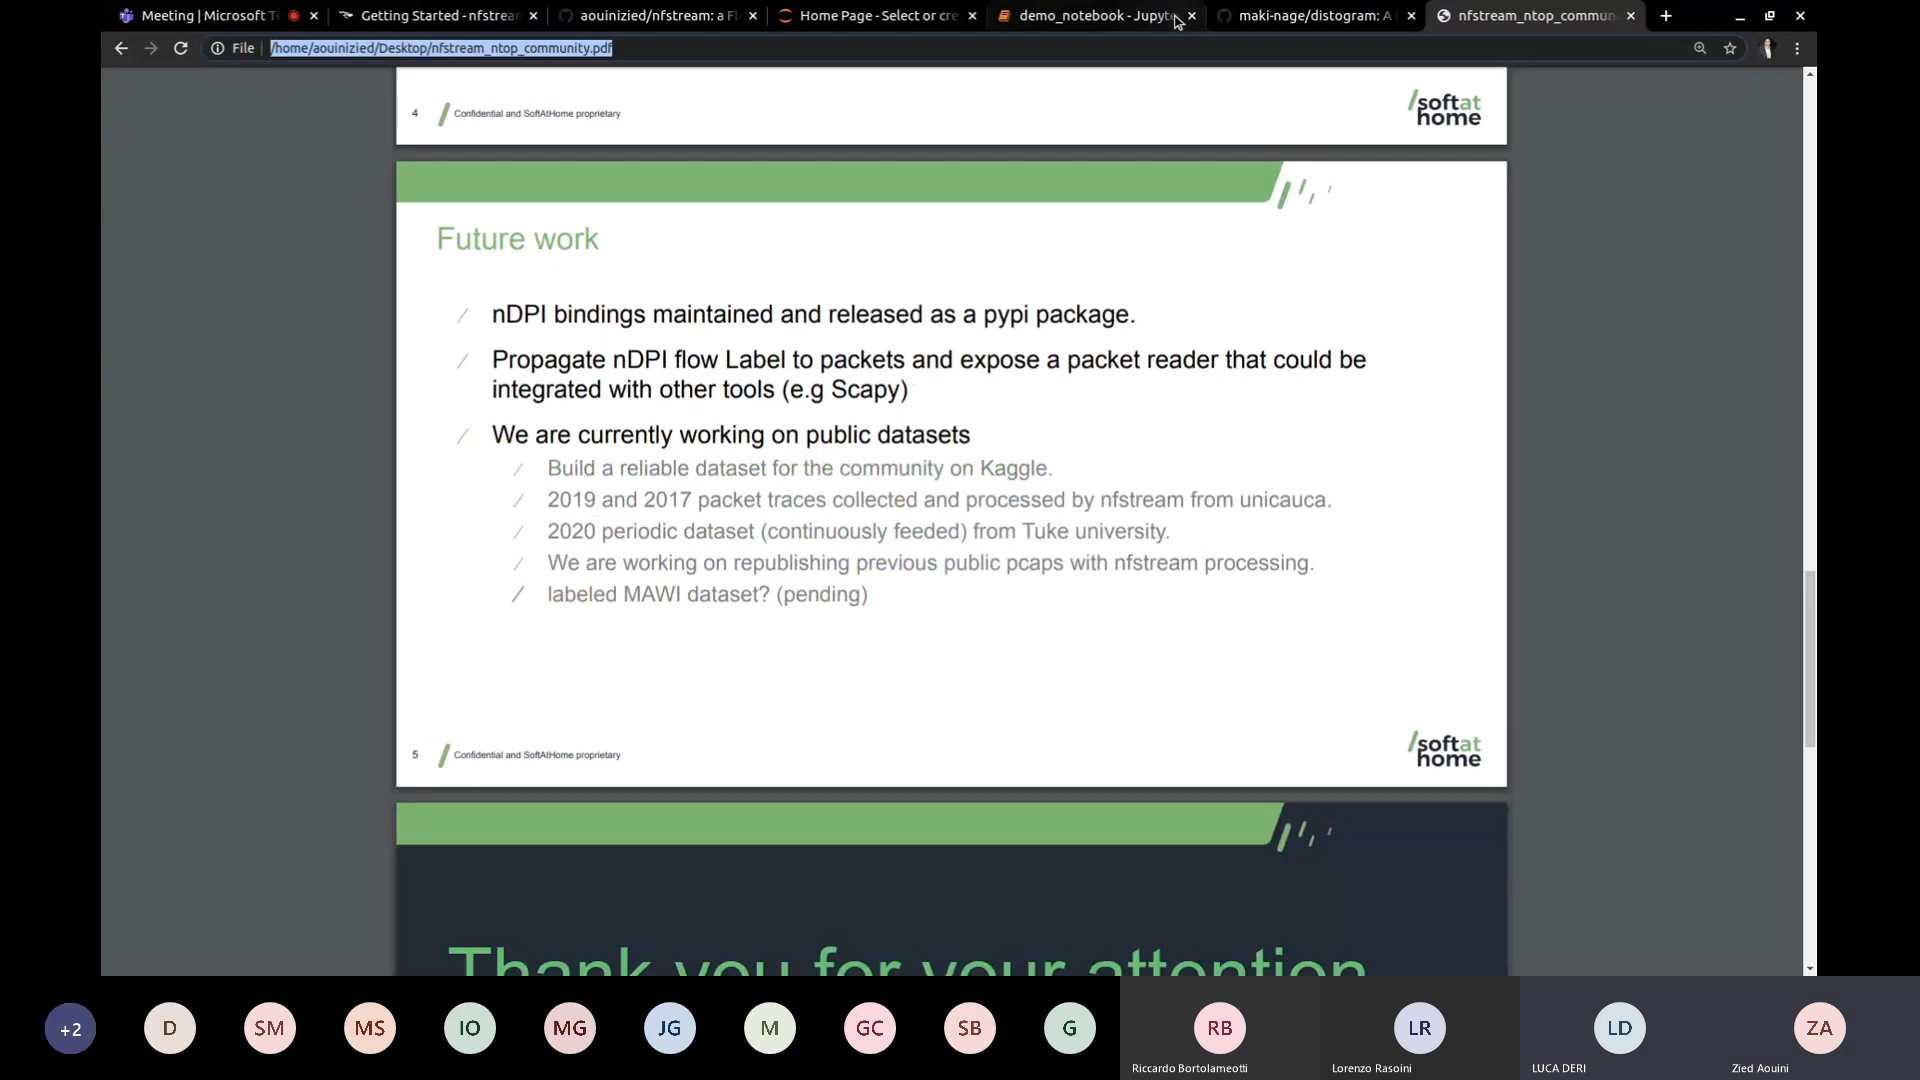 Meeting | Microsoft Te
Getting Started - nfstrean
aouinizied/nfstream: a Fl
Home Page - Select or cre
demo_notebook - Jupyte
maki-nage/distogram: A
nfstream_ntop_commun
File
/home/aouinizied/Desktop/nfstream_ntop_community.pdf
4
Confidential and SoftAtHome proprietary
softat
home
Future work
nDPI bindings maintained and released as a pypi package.
Propagate nDPI flow Label to packets and expose a packet reader that could be
integrated with other tools (e.g Scapy)
We are currently working on public datasets
Build a reliable dataset for the community on Kaggle.
2019 and 2017 packet traces collected and processed by nfstream from unicauca.
2020 periodic dataset (continuously feeded) from Tuke university.
We are working on republishing previous public pcaps with nfstream processing.
labeled MAWI dataset? (pending)
5
Confidential and SoftAtHome proprietary
softat
home
Thank you for your attention
+2
D
SM
MS
IO
MG
JG
M
GC
SB
G
RB
LR
LD
ZA
Riccardo Bortolameotti
Lorenzo Rasoini
LUCA DERI
Zied Aouini